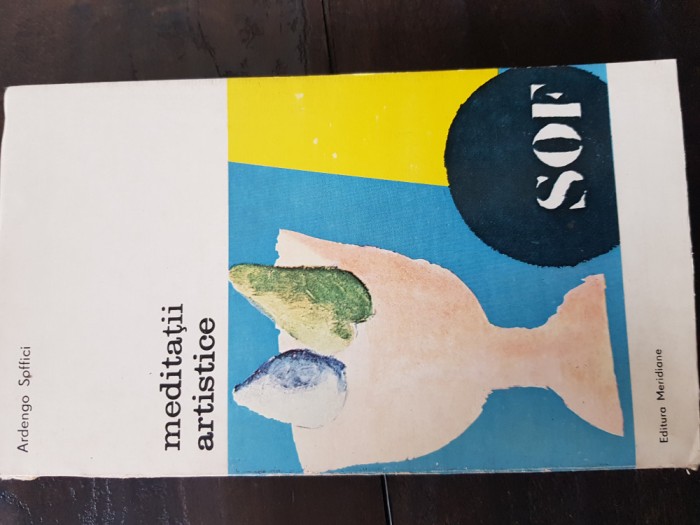 Ardengo Soffici
meditații
artistice
SOF
Editura Meridiane